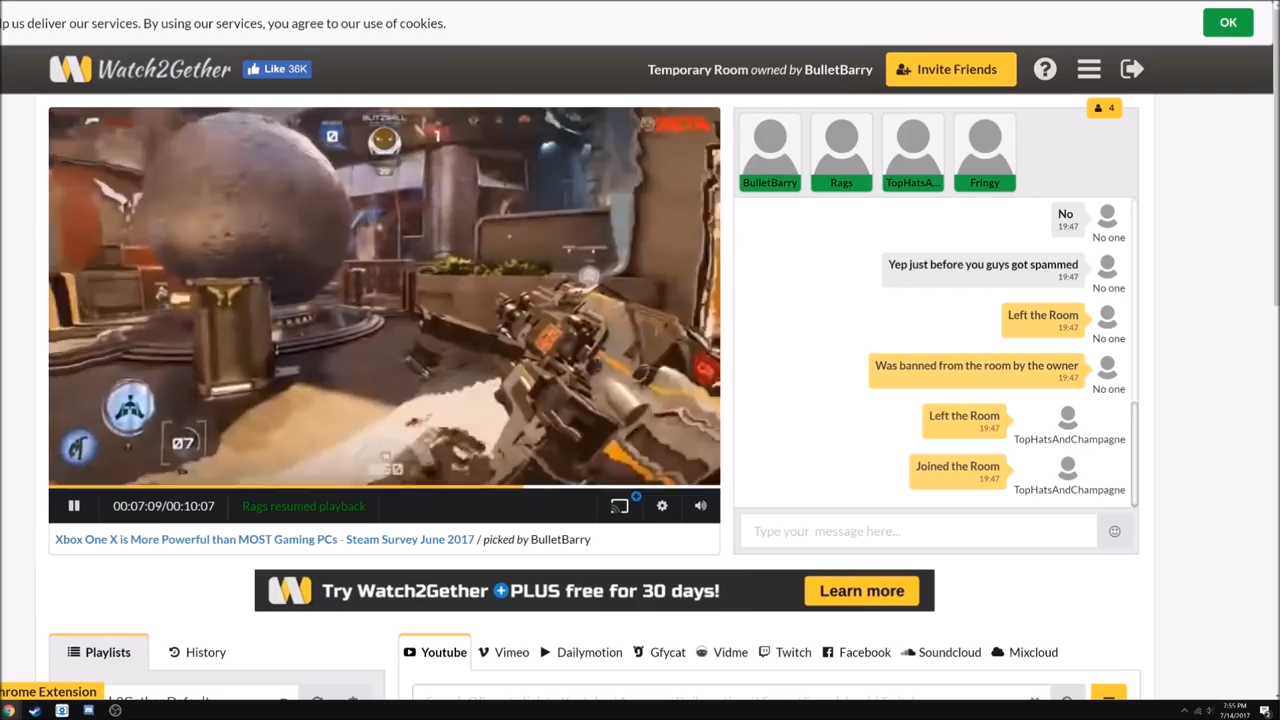 p us deliver our services. By using our services, you agree to our use of cookies.
OK
Watch2Gether
Like 36K
Temporary Room owned by BulletBarry
Invite Friends
4
0
1
20
07
BulletBarry
Rags
TopHatsA...
Fringy
No
19:47
No one
Yep just before you guys got spammed
19:47
No one
Left the Room
19:47
No one
Was banned from the room by the owner
19:47
No one
Left the Room
19:47
TopHatsAndChampagne
Joined the Room
19:47
TopHatsAndChampagne
00:07:09/00:10:07
Rags resumed playback
Type your message here...
Xbox One X is More Powerful than MOST Gaming PCs - Steam Survey June 2017 / picked by BulletBarry
Try Watch2Gether PLUS free for 30 days!
Learn more
Playlists
History
Youtube
Vimeo
Dailymotion
Gfycat
Vidme
Twitch
Facebook
Soundcloud
Mixcloud
hrome Extension
7:55 PM
7/14/2017